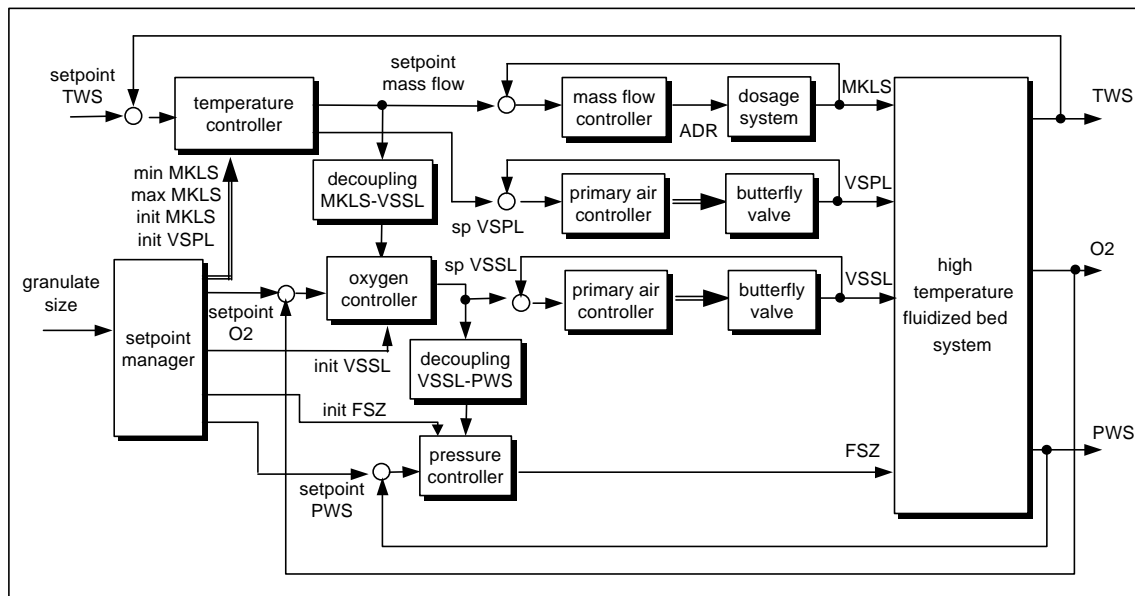 setpoint
TWS
temperature
controller
setpoint
mass flow
mass flow
controller
ADR
dosage
system
MKLS
TWS
min MKLS
max MKLS
init MKLS
init VSPL
decoupling
MKLS-VSSL
sp VSPL
primary air
controller
butterfly
valve
VSPL
granulate
size
setpoint
manager
setpoint
O2
oxygen
controller
sp VSSL
primary air
controller
butterfly
valve
VSSL
high
temperature
fluidized bed
system
O2
init VSSL
decoupling
VSSL-PWS
init FSZ
setpoint
PWS
pressure
controller
FSZ
PWS